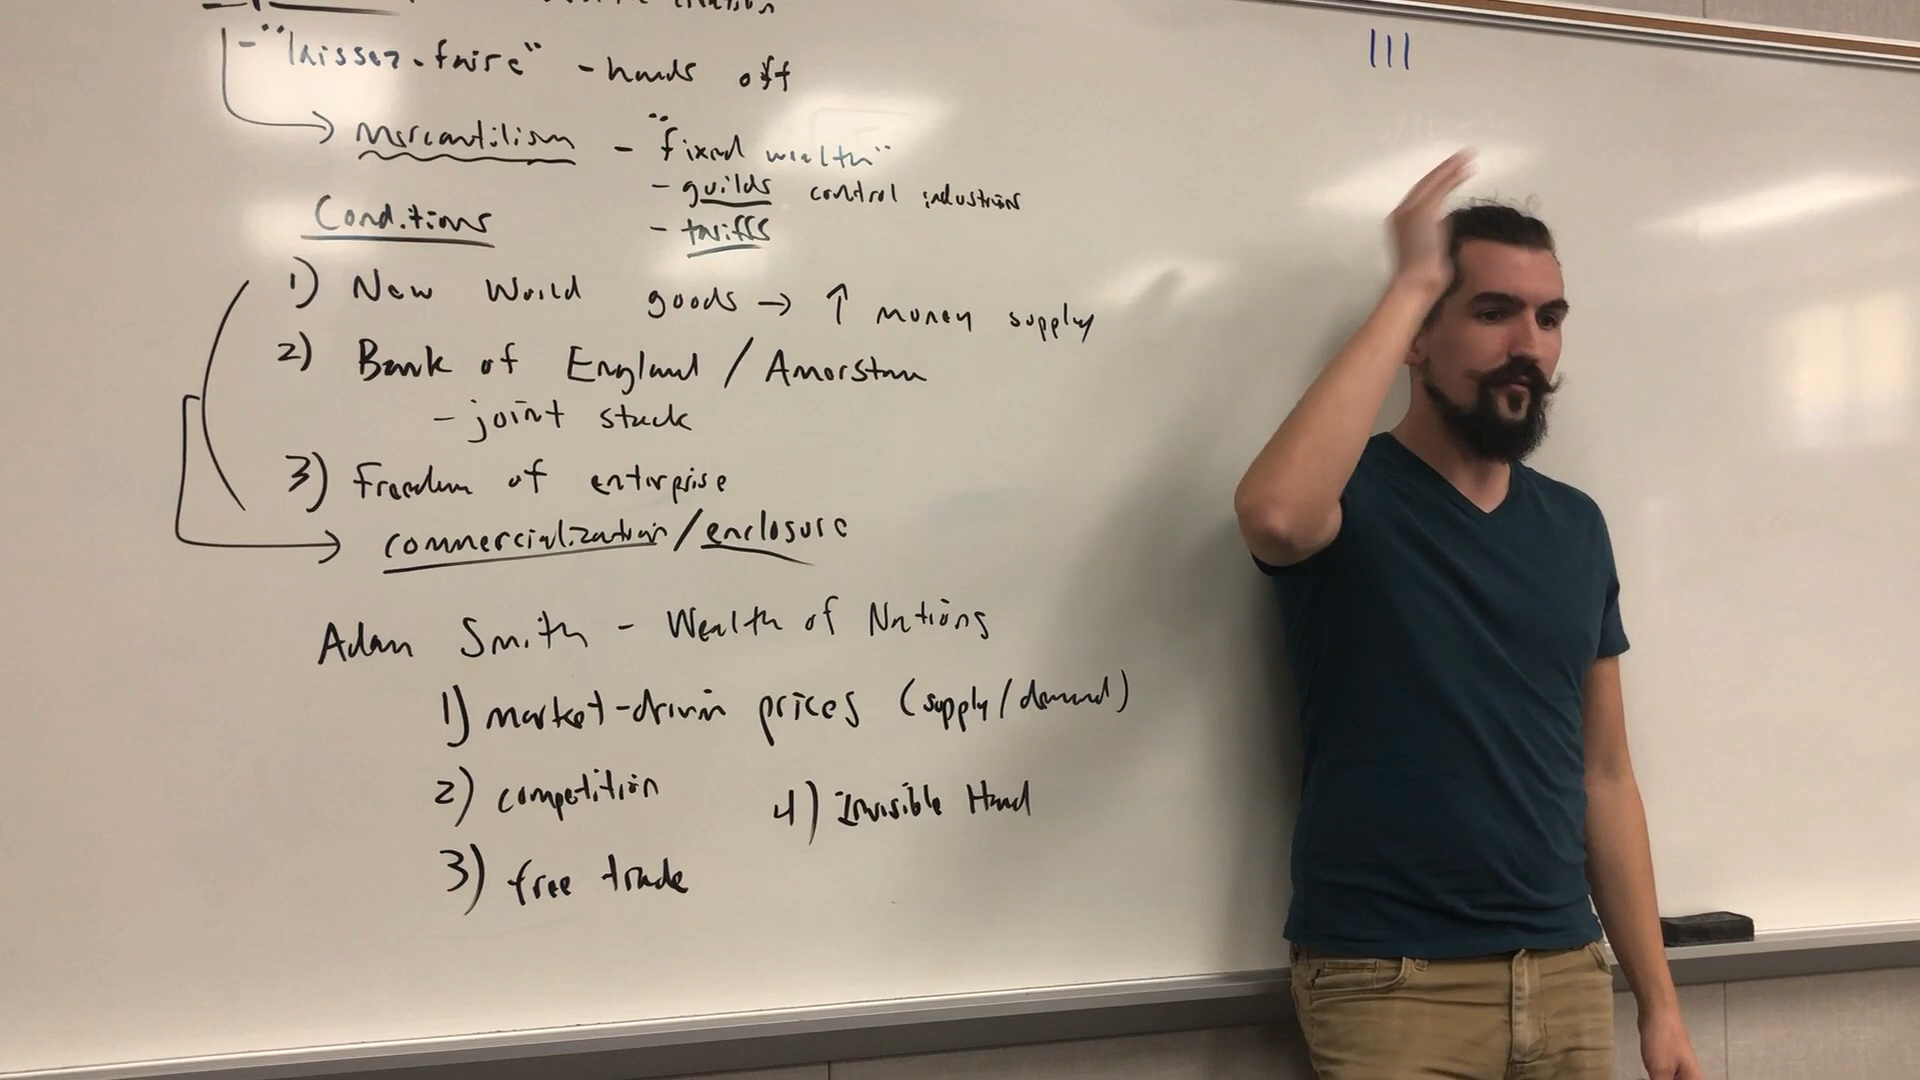 - "laissez-faire" - hands off
→ Mercantilism - "fixed wealth"
- guilds control industries
- tariffs
Conditions
1) New World goods → ↑ money supply
2) Bank of England / Amerstam
- joint stock
3) Freedom of enterprise
→ commercialization / enclosure
Adam Smith - Wealth of Nations
1) market-driven prices (supply/demand)
2) competition
3) free trade
4) Invisible Hand
|||